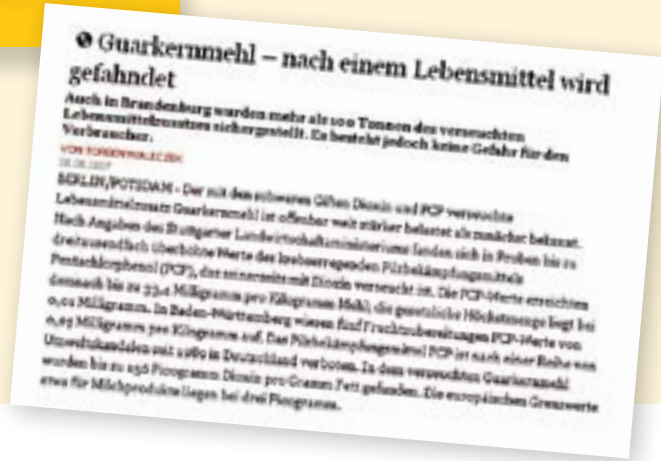 Guarkernmehl – nach einem Lebensmittel wird
gefahndet
Auch in Brandenburg wurden mehr als 100 Tonnen des verseuchten
Lebensmittelzusatzes sichergestellt. Es besteht jedoch keine Gefahr für den
Verbraucher.
VON
BERLIN/POTSDAM - Der mit den schweren Giften Dioxin und PCP verseuchte
Lebensmittelzusatz Guarkernmehl ist offenbar weit stärker belastet als zunächst bekannt.
Nach Angaben des Stuttgarter Landwirtschaftsministeriums fanden sich in Proben bis zu
dreitausendfach überhöhte Werte des krebserregenden Pilzbekämpfungsmittels
Pentachlorphenol (PCP), das seinerseits mit Dioxin verseucht ist. Die PCP-Werte erreichten
demnach bis zu 33,4 Milligramm pro Kilogramm Mehl; die gesetzliche Höchstmenge liegt bei
0,01 Milligramm. In Baden-Württemberg wiesen fünf Fruchtzubereitungen PCP-Werte von
Milligramm pro Kilogramm auf. Das Pilzbekämpfungsmittel PCP ist nach einer Reihe von
Umweltskandalen seit in Deutschland verboten. In dem verseuchten Guarkernmehl
wurden bis zu 156 Picogramm Dioxin pro Gramm Fett gefunden. Die europäischen Grenzwerte
etwa für Milchprodukte liegen bei drei Picogramm.